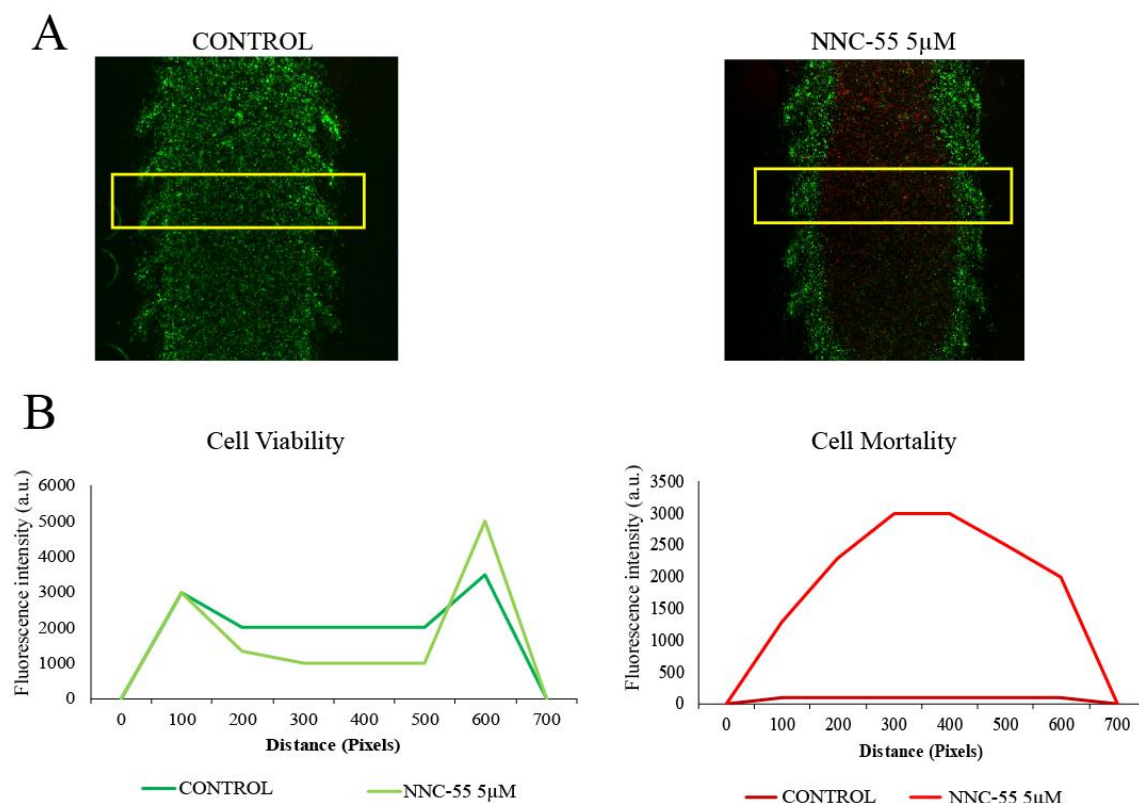 A
CONTROL
NNC-55 5µM
B
Cell Viability
Fluorescence intensity (a.u.)
6000
5000
4000
3000
2000
1000
0
0 100 200 300 400 500 600 700
Distance (Pixels)
CONTROL NNC-55 5µM
Cell Mortality
Fluorescence intensity (a.u.)
3500
3000
2500
2000
1500
1000
500
0
0 100 200 300 400 500 600 700
Distance (Pixels)
CONTROL NNC-55 5µM